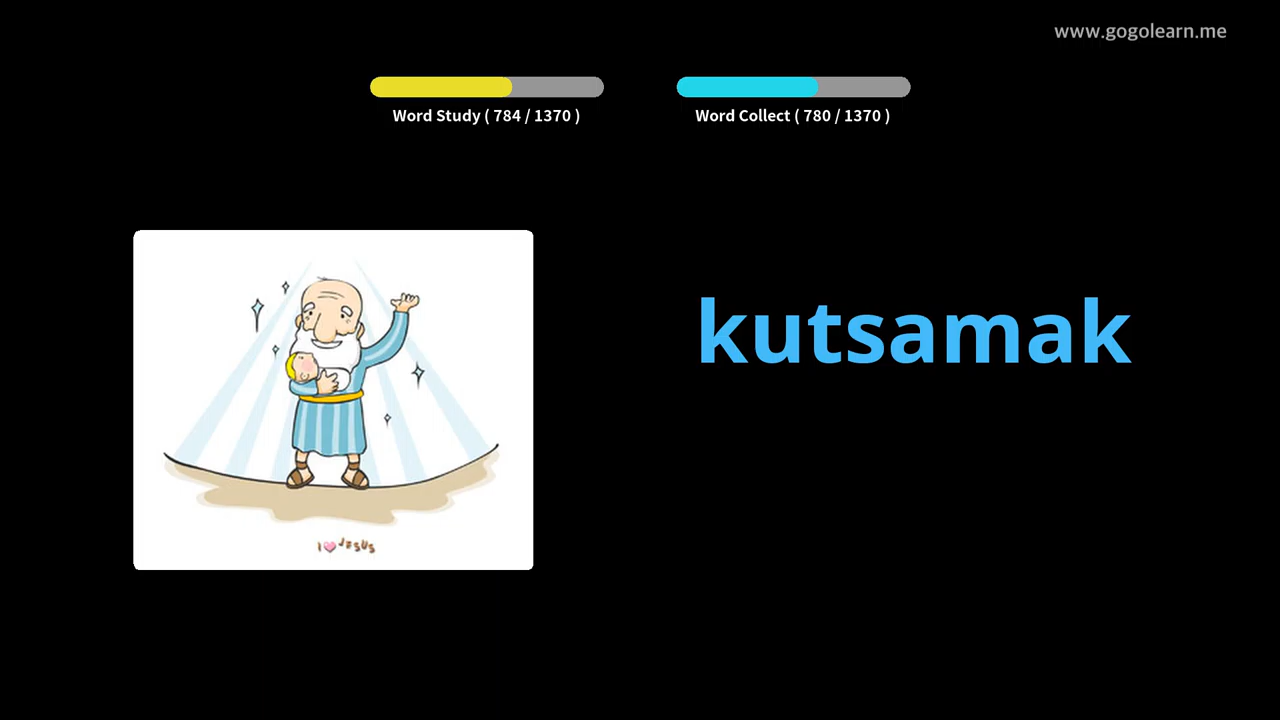 www.gogolearn.me
Word Study ( 784 / 1370 )
Word Collect ( 780 / 1370 )
kutsamak
I ❤ JESUS